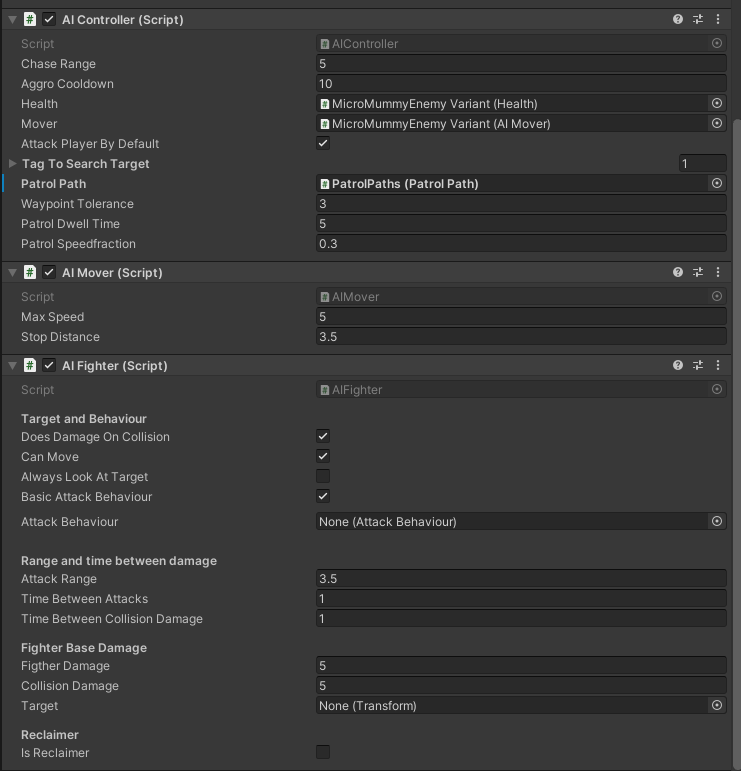 AI Controller (Script)
Script AIController
Chase Range 5
Aggro Cooldown 10
Health MicroMummyEnemy Variant (Health)
Mover MicroMummyEnemy Variant (AI Mover)
Attack Player By Default
Tag To Search Target 1
Patrol Path PatrolPaths (Patrol Path)
Waypoint Tolerance 3
Patrol Dwell Time 5
Patrol Speedfraction 0.3
AI Mover (Script)
Script AIMover
Max Speed 5
Stop Distance 3.5
AI Fighter (Script)
Script AIFighter
Target and Behaviour
Does Damage On Collision
Can Move
Always Look At Target
Basic Attack Behaviour
Attack Behaviour None (Attack Behaviour)
Range and time between damage
Attack Range 3.5
Time Between Attacks 1
Time Between Collision Damage 1
Fighter Base Damage
Figther Damage 5
Collision Damage 5
Target None (Transform)
Reclaimer
Is Reclaimer